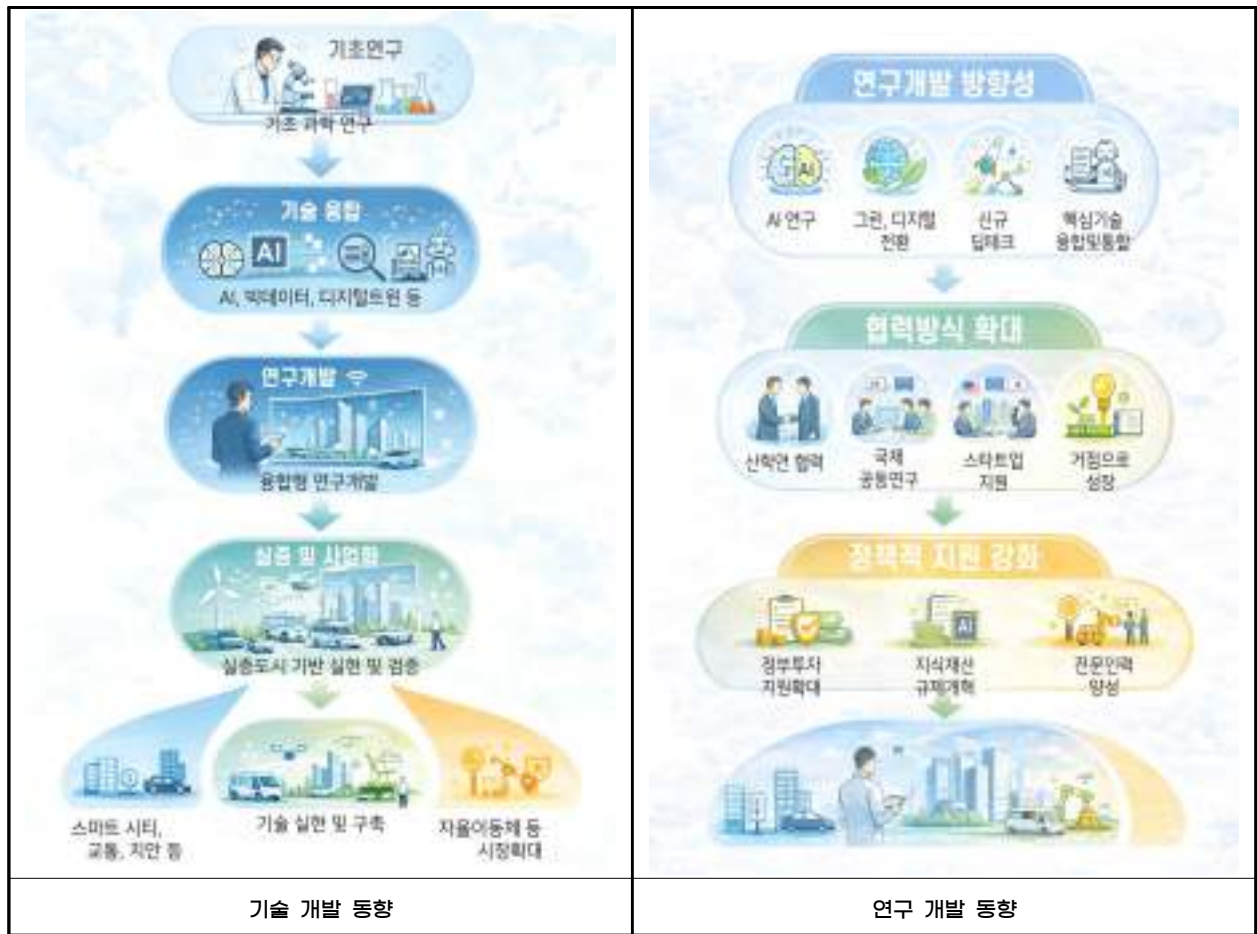 기초연구
기초 과학 연구
기술 융합
AI
AI, 빅데이터, 디지털트윈 등
연구개발
융합형 연구개발
실증 및 사업화
실증도시 기반 실현 및 검증
스마트 시티,
교통, 치안 등
기술 실현 및 구축
자율이동체 등
시장확대
기술 개발 동향
연구개발 방향성
AI
AI 연구
그린, 디지털
전환
신규
딥테크
핵심기술
융합및통합
협력방식 확대
산학연 협력
국제
공동연구
스타트업
지원
거점으로
성장
정책적 지원 강화
AI
정부투자
지원확대
지식재산
규제개혁
전문인력
양성
연구 개발 동향